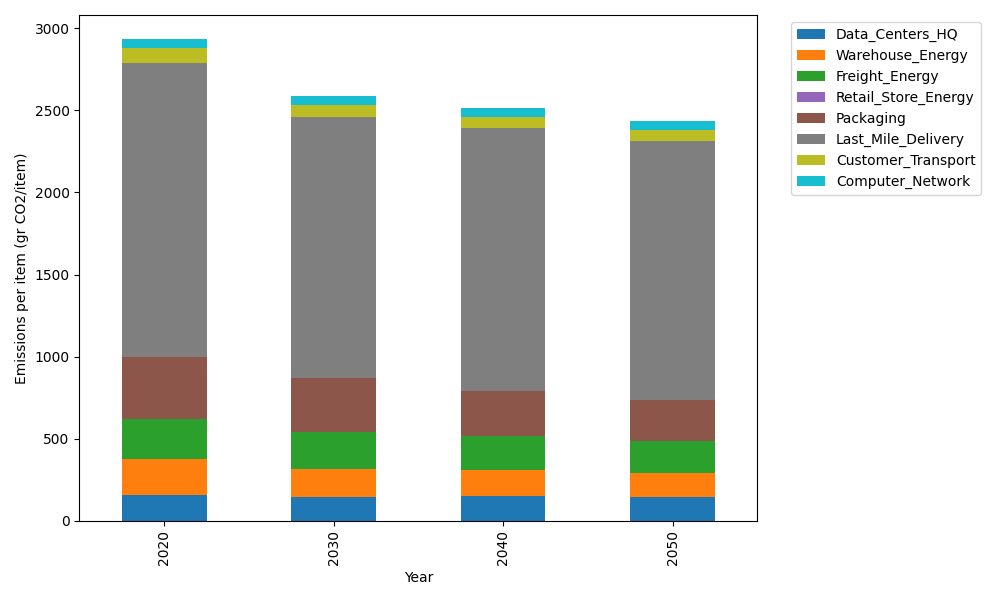 3000
2500
2000
1500
1000
500
0
Emissions per item (gr CO2/item)
2020
2030
2040
2050
Year
Data_Centers_HQ
Warehouse_Energy
Freight_Energy
Retail_Store_Energy
Packaging
Last_Mile_Delivery
Customer_Transport
Computer_Network